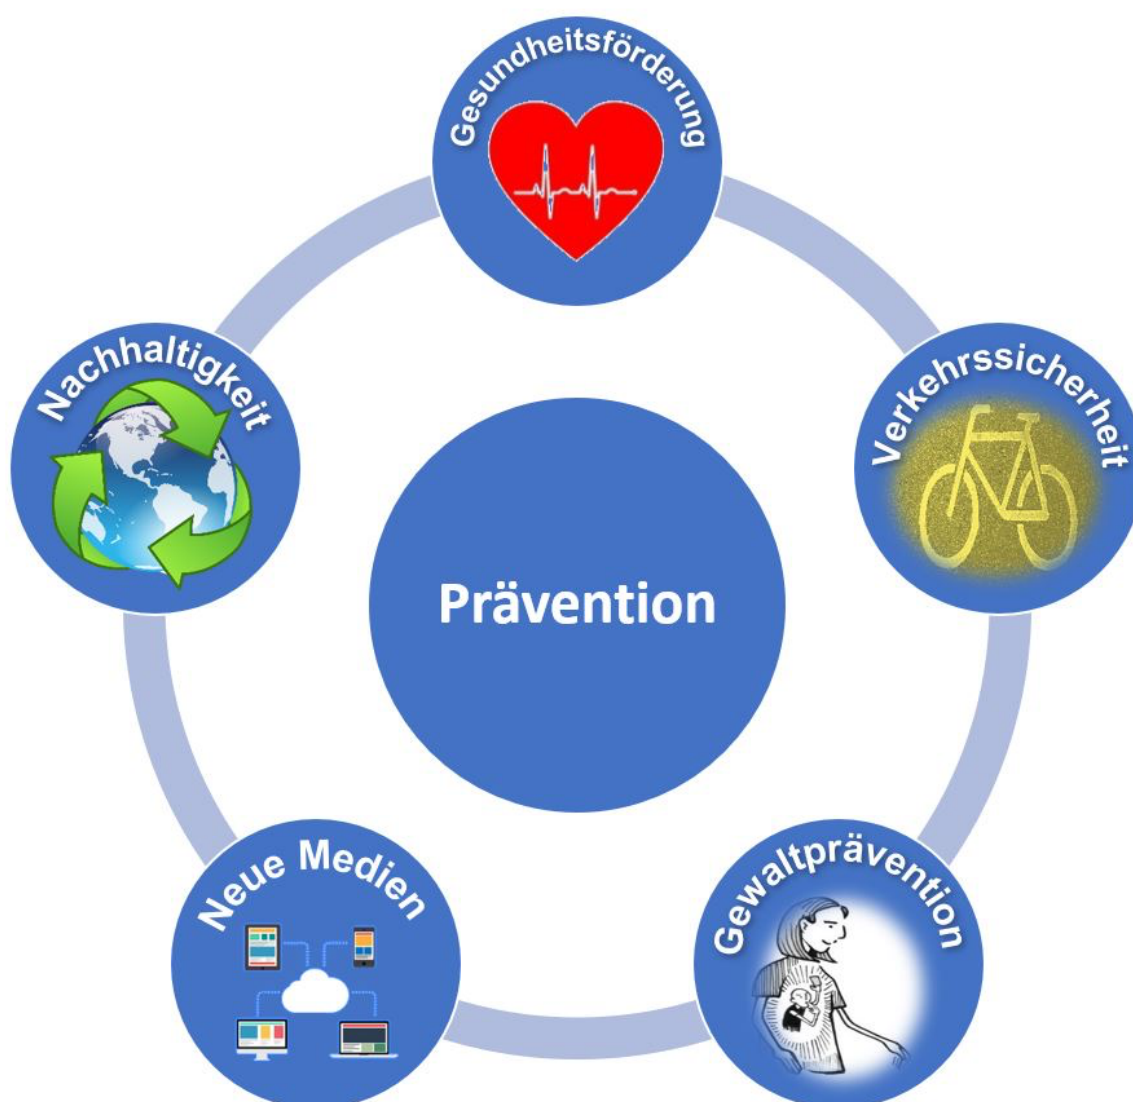 Gesundheitsförderung
Verkehrssicherheit
Gewaltprävention
Neue Medien
Nachhaltigkeit
Prävention